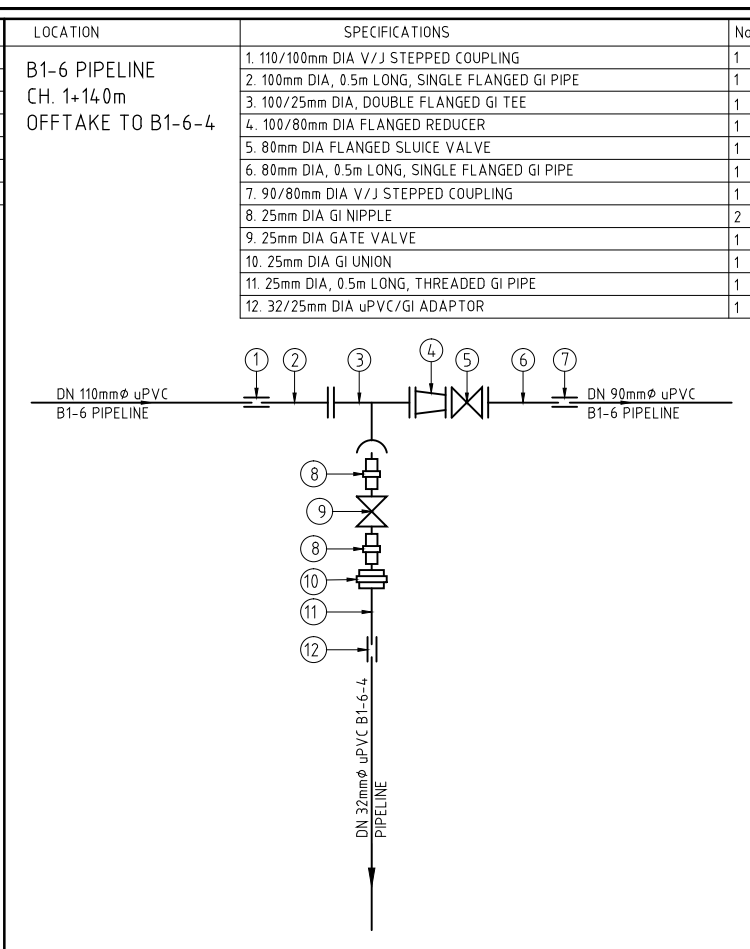 LOCATION SPECIFICATIONS No
B1-6 PIPELINE
CH. 1+140m
OFFTAKE TO B1-6-4
1. 110/100mm DIA V/J STEPPED COUPLING 1
2. 100mm DIA, 0.5m LONG, SINGLE FLANGED GI PIPE 1
3. 100/25mm DIA, DOUBLE FLANGED GI TEE 1
4. 100/80mm DIA FLANGED REDUCER 1
5. 80mm DIA FLANGED SLUICE VALVE 1
6. 80mm DIA, 0.5m LONG, SINGLE FLANGED GI PIPE 1
7. 90/80mm DIA V/J STEPPED COUPLING 1
8. 25mm DIA GI NIPPLE 2
9. 25mm DIA GATE VALVE 1
10. 25mm DIA GI UNION 1
11. 25mm DIA, 0.5m LONG, THREADED GI PIPE 1
12. 32/25mm DIA uPVC/GI ADAPTOR 1
1 2 3 4 5 6 7
DN 110mmø uPVC
B1-6 PIPELINE
DN 90mmø uPVC
B1-6 PIPELINE
8
9
8
10
11
12
DN 32mmø uPVC B1-6-4
PIPELINE